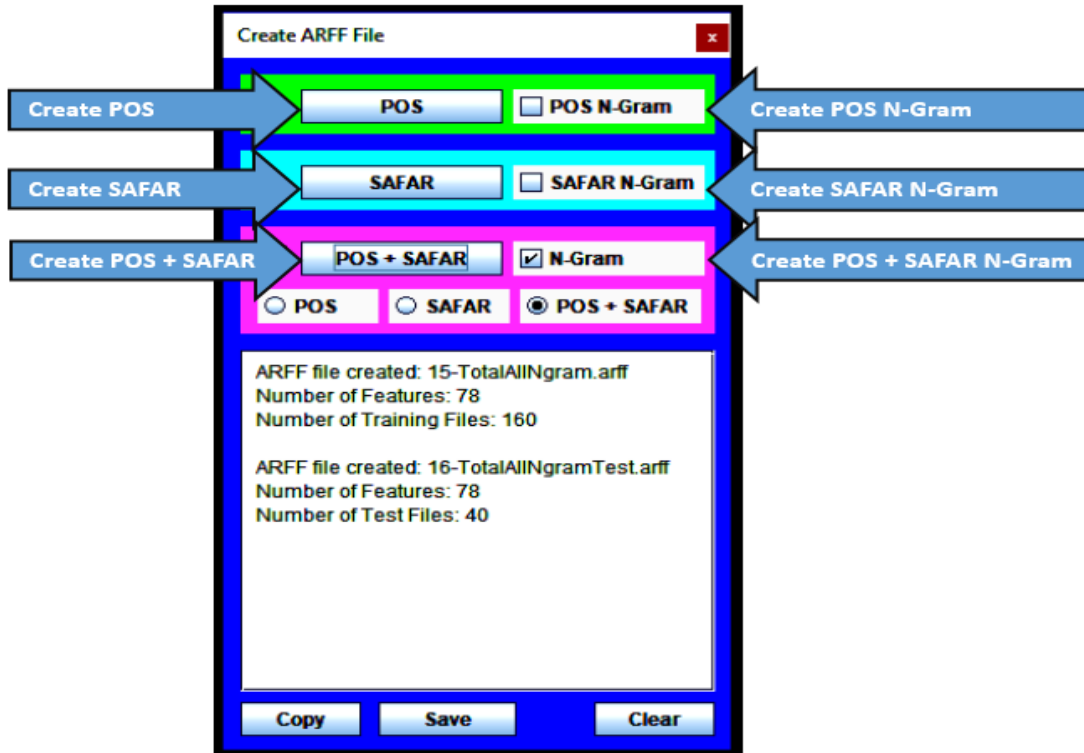 Create ARFF File
x
Create POS
POS
POS N-Gram
Create POS N-Gram
Create SAFAR
SAFAR
SAFAR N-Gram
Create SAFAR N-Gram
Create POS + SAFAR
POS + SAFAR
N-Gram
Create POS + SAFAR N-Gram
POS
SAFAR
POS + SAFAR
ARFF file created: 15-TotalAllNgram.arff
Number of Features: 78
Number of Training Files: 160
ARFF file created: 16-TotalAllNgramTest.arff
Number of Features: 78
Number of Test Files: 40
Copy
Save
Clear